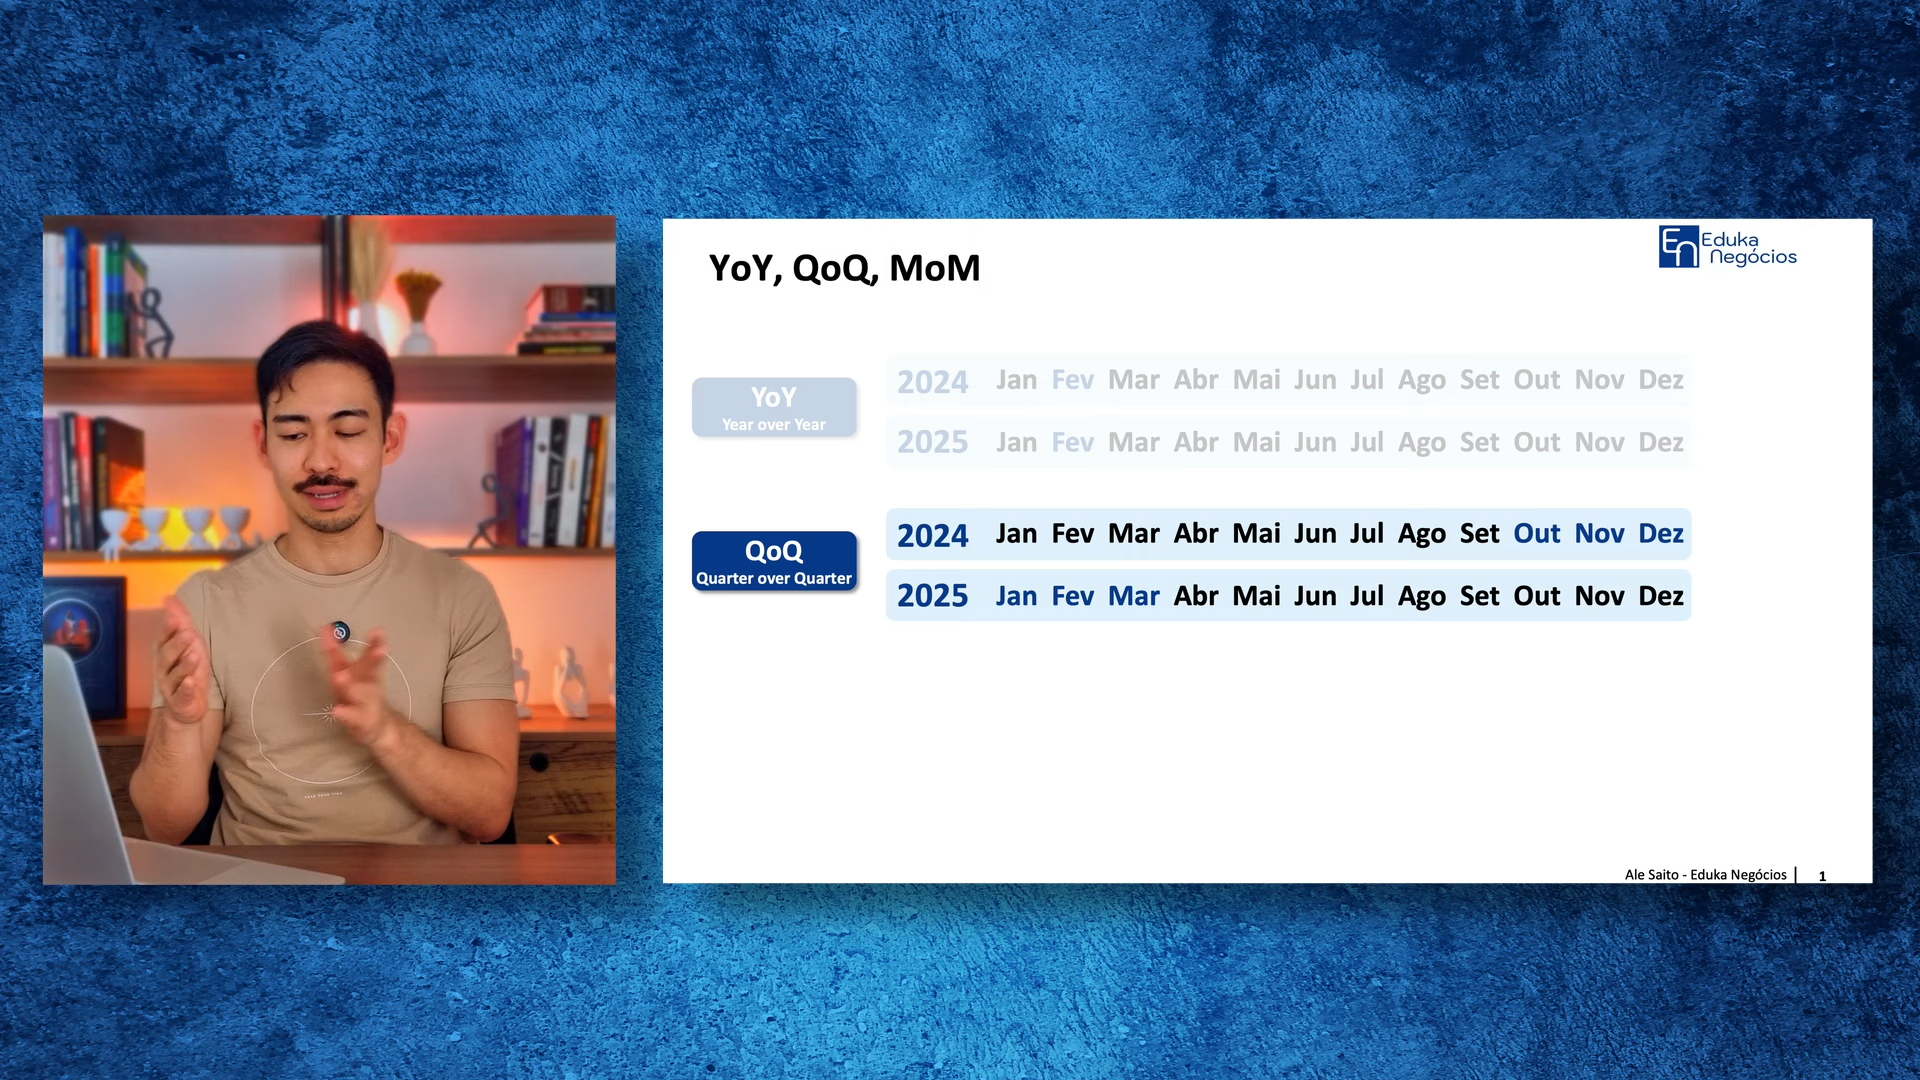 YoY, QoQ, MoM
En Eduka Negócios
YoY
Year over Year
2024 Jan Fev Mar Abr Mai Jun Jul Ago Set Out Nov Dez
2025 Jan Fev Mar Abr Mai Jun Jul Ago Set Out Nov Dez
QoQ
Quarter over Quarter
2024 Jan Fev Mar Abr Mai Jun Jul Ago Set Out Nov Dez
2025 Jan Fev Mar Abr Mai Jun Jul Ago Set Out Nov Dez
Ale Saito - Eduka Negócios | 1